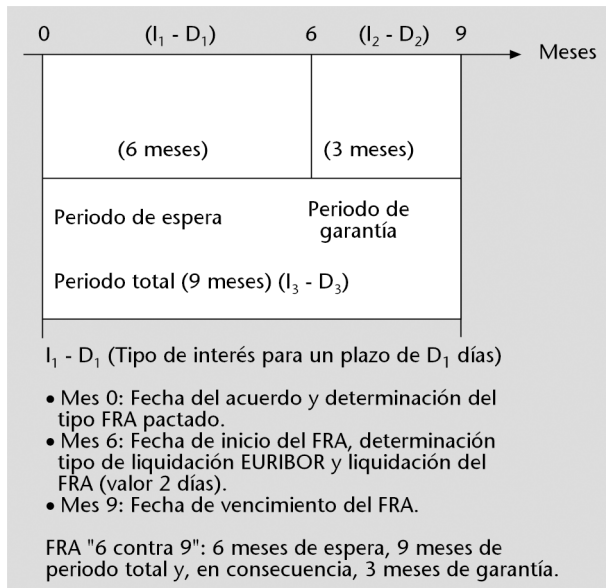 0 (I₁ - D₁) 6 (I₂ - D₂) 9
Meses
(6 meses) (3 meses)
Periodo de espera
Periodo de
garantía
Periodo total (9 meses) (I₃ - D₃)
I₁ - D₁ (Tipo de interés para un plazo de D₁ días)
• Mes 0: Fecha del acuerdo y determinación del
tipo FRA pactado.
• Mes 6: Fecha de inicio del FRA, determinación
tipo de liquidación EURIBOR y liquidación del
FRA (valor 2 días).
• Mes 9: Fecha de vencimiento del FRA.
FRA "6 contra 9": 6 meses de espera, 9 meses de
periodo total y, en consecuencia, 3 meses de garantía.